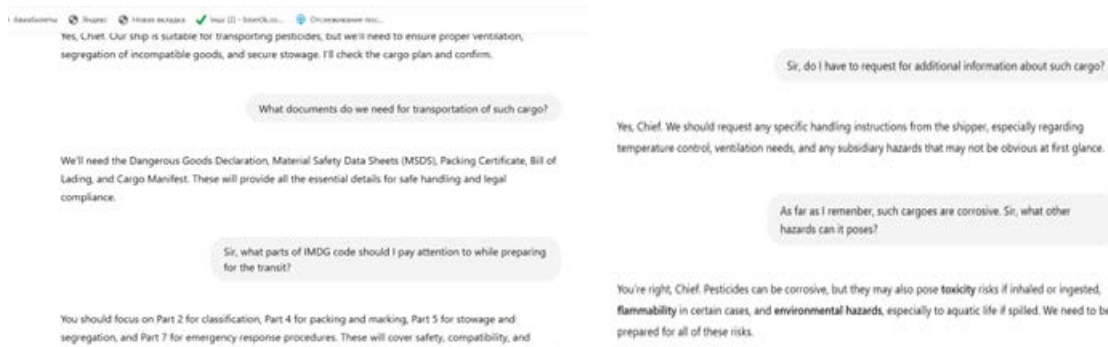 Авиабилеты Яндекс Новая вкладка Отслеживание пос...
Yes, Chief. Our ship is suitable for transporting pesticides, but we'll need to ensure proper ventilation,
segregation of incompatible goods, and secure stowage. I'll check the cargo plan and confirm.
What documents do we need for transportation of such cargo?
We'll need the Dangerous Goods Declaration, Material Safety Data Sheets (MSDS), Packing Certificate, Bill of
Lading, and Cargo Manifest. These will provide all the essential details for safe handling and legal
compliance.
Sir, what parts of IMDG code should I pay attention to while preparing
for the transit?
You should focus on Part 2 for classification, Part 4 for packing and marking, Part 5 for stowage and
segregation, and Part 7 for emergency response procedures. These will cover safety, compatibility, and
Sir, do I have to request for additional information about such cargo?
Yes, Chief. We should request any specific handling instructions from the shipper, especially regarding
temperature control, ventilation needs, and any subsidiary hazards that may not be obvious at first glance.
As far as I remenber, such cargoes are corrosive. Sir, what other
hazards can it poses?
You're right, Chief. Pesticides can be corrosive, but they may also pose toxicity risks if inhaled or ingested,
flammability in certain cases, and environmental hazards, especially to aquatic life if spilled. We need to be
prepared for all of these risks.